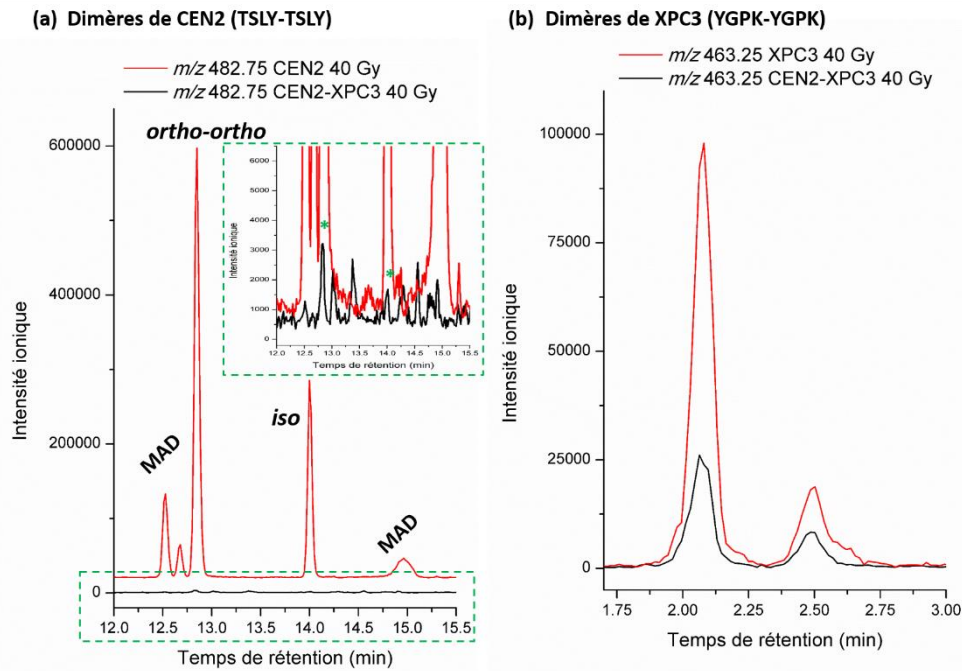 (a) Dimères de CEN2 (TSLY-TSLY)
m/z 482.75 CEN2 40 Gy
m/z 482.75 CEN2-XPC3 40 Gy
Intensité ionique
600000
400000
200000
0
ortho-ortho
MAD
iso
MAD
12.0 12.5 13.0 13.5 14.0 14.5 15.0 15.5
Temps de rétention (min)
Intensité ionique
6000
5000
4000
3000
2000
1000
0
*
*
12.0 12.5 13.0 13.5 14.0 14.5 15.0 15.5
Temps de rétention (min)
(b) Dimères de XPC3 (YGPK-YGPK)
m/z 463.25 XPC3 40 Gy
m/z 463.25 CEN2-XPC3 40 Gy
Intensité ionique
100000
75000
50000
25000
0
1.75 2.00 2.25 2.50 2.75 3.00
Temps de rétention (min)